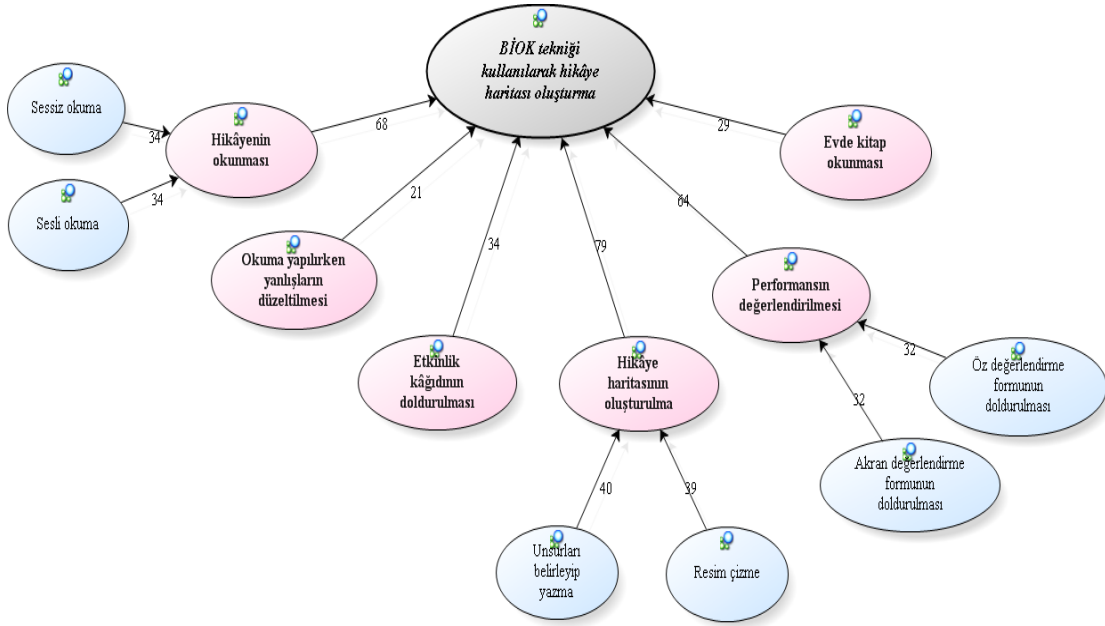 BİOK tekniği
kullanılarak hikâye
haritası oluşturma
Sessiz okuma
34
Hikâyenin
okunması
68
Sesli okuma
34
29
Evde kitap
okunması
Okuma yapılırken
yanlışların
düzeltilmesi
21
34
79
64
Performansın
değerlendirilmesi
Etkinlik
kâğıdının
doldurulması
Hikâye
haritasının
oluşturulma
32
Öz değerlendirme
formunun
doldurulması
32
Akran değerlendirme
formunun
doldurulması
40
39
Unsurları
belirleyip
yazma
Resim çizme